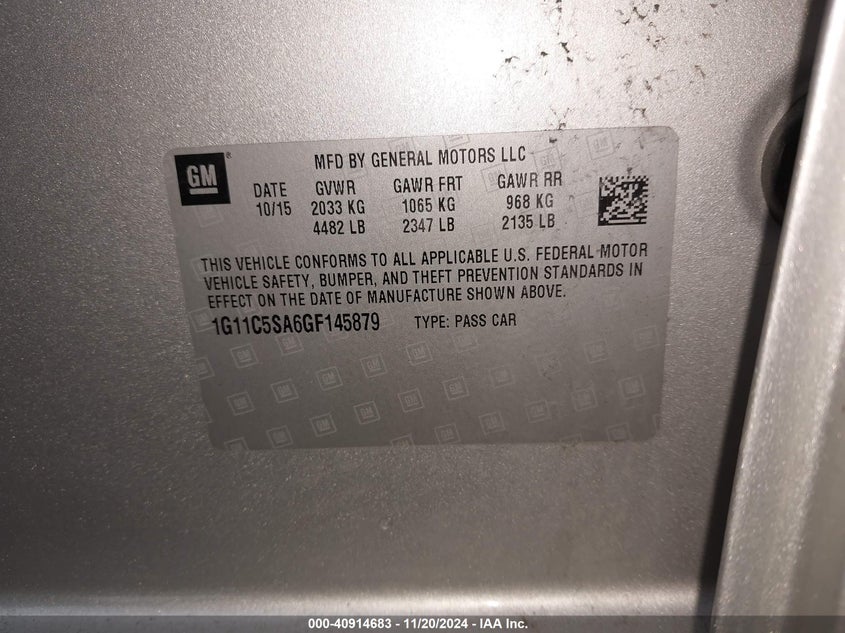 GM ®
MFD BY GENERAL MOTORS LLC
DATE GVWR GAWR FRT GAWR RR
10/15 2033 KG 1065 KG 968 KG
4482 LB 2347 LB 2135 LB
THIS VEHICLE CONFORMS TO ALL APPLICABLE U.S. FEDERAL MOTOR
VEHICLE SAFETY, BUMPER, AND THEFT PREVENTION STANDARDS IN
EFFECT ON THE DATE OF MANUFACTURE SHOWN ABOVE.
1G11C5SA6GF145879 TYPE: PASS CAR
000-40914683 - 11/20/2024 - IAA Inc.